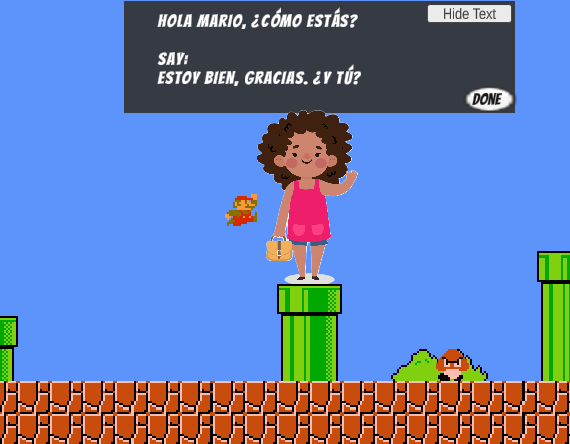 HOLA MARIO, ¿CÓMO ESTÁS?
Hide Text
SAY:
ESTOY BIEN, GRACIAS. ¿Y TÚ?
DONE